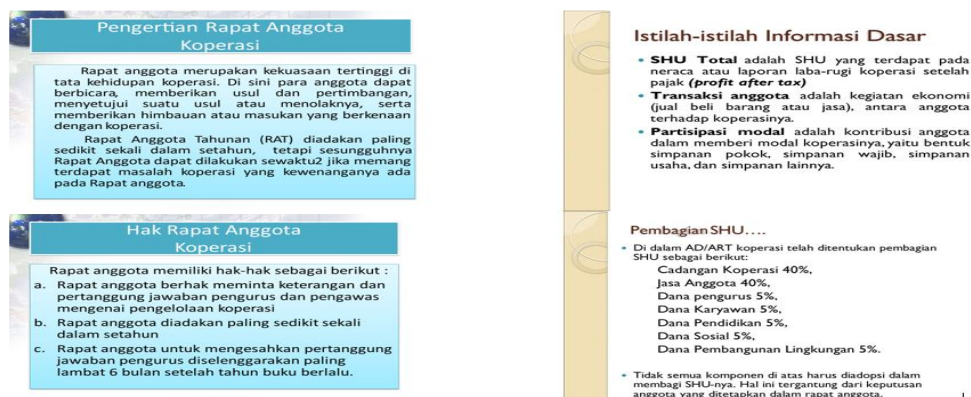 Pengertian Rapat Anggota
Koperasi
Rapat anggota merupakan kekuasaan tertinggi di
tata kehidupan koperasi. Di sini para anggota dapat
berbicara, memberikan usul dan pertimbangan,
menyetujui suatu usul atau menolaknya, serta
memberikan himbauan atau masukan yang berkenaan
dengan koperasi.
Rapat Anggota Tahunan (RAT) diadakan paling
sedikit sekali dalam setahun, tetapi sesungguhnya
Rapat Anggota dapat dilakukan sewaktu2 jika memang
terdapat masalah koperasi yang kewenanganya ada
pada Rapat anggota.
Hak Rapat Anggota
Koperasi
Rapat anggota memiliki hak-hak sebagai berikut :
a. Rapat anggota berhak meminta keterangan dan
pertanggung jawaban pengurus dan pengawas
mengenai pengelolaan koperasi
b. Rapat anggota diadakan paling sedikit sekali
dalam setahun
c. Rapat anggota untuk mengesahkan pertanggung
jawaban pengurus diselenggarakan paling
lambat 6 bulan setelah tahun buku berlalu.
Istilah-istilah Informasi Dasar
• SHU Total adalah SHU yang terdapat pada
neraca atau laporan laba-rugi koperasi setelah
pajak (profit after tax)
• Transaksi anggota adalah kegiatan ekonomi
(jual beli barang atau jasa), antara anggota
terhadap koperasinya.
• Partisipasi modal adalah kontribusi anggota
dalam memberi modal koperasinya, yaitu bentuk
simpanan pokok, simpanan wajib, simpanan
usaha, dan simpanan lainnya.
Pembagian SHU....
• Di dalam AD/ART koperasi telah ditentukan pembagian
SHU sebagai berikut:
Cadangan Koperasi 40%,
Jasa Anggota 40%,
Dana pengurus 5%,
Dana Karyawan 5%,
Dana Pendidikan 5%,
Dana Sosial 5%,
Dana Pembangunan Lingkungan 5%.
• Tidak semua komponen di atas harus diadopsi dalam
membagi SHU-nya. Hal ini tergantung dari keputusan
anggota yang ditetapkan dalam rapat anggota.